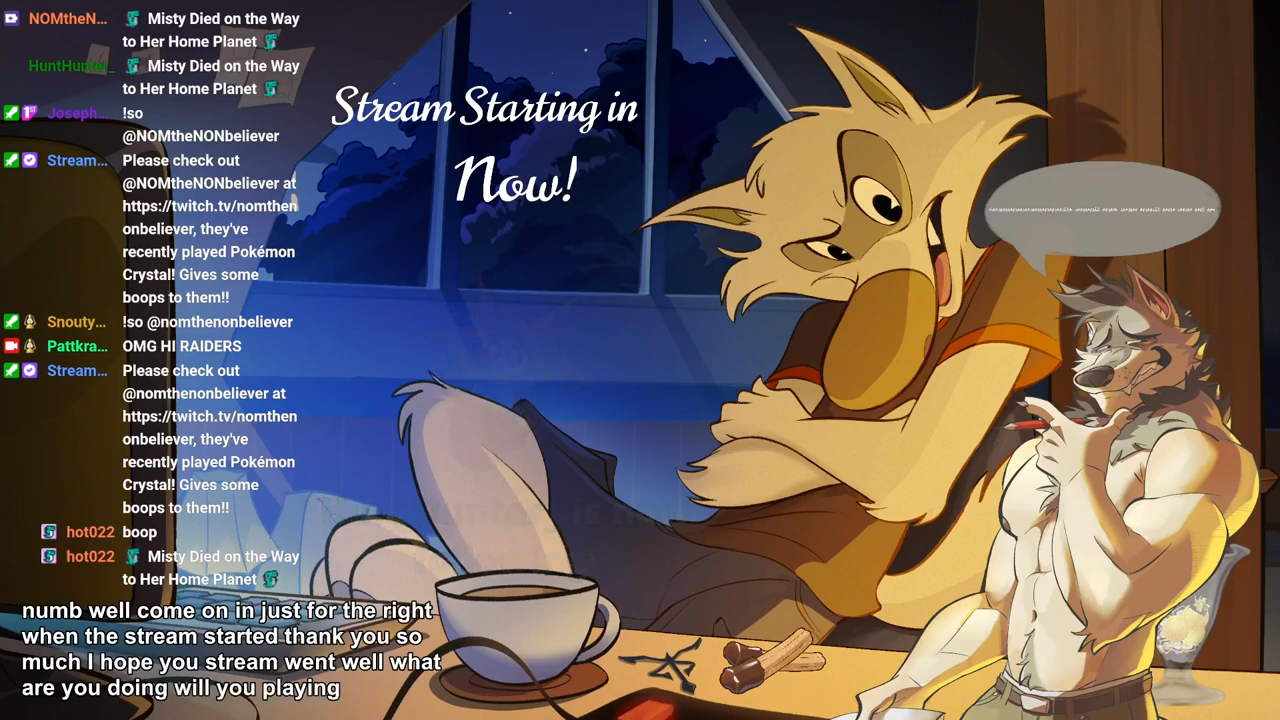 NOMtheN... Misty Died on the Way
to Her Home Planet
HuntHunter_ Misty Died on the Way
to Her Home Planet
Joseph... !so
@NOMtheNONbeliever
Stream... Please check out
@NOMtheNONbeliever at
https://twitch.tv/nomthen
onbeliever, they've
recently played Pokémon
Crystal! Gives some
boops to them!!
Snouty... !so @nomthenonbeliever
Pattkra... OMG HI RAIDERS
Stream... Please check out
@nomthenonbeliever at
https://twitch.tv/nomthen
onbeliever, they've
recently played Pokémon
Crystal! Gives some
boops to them!!
hot022 boop
hot022 Misty Died on the Way
to Her Home Planet
numb well come on in just for the right
when the stream started thank you so
much I hope you stream went well what
are you doing will you playing
Stream Starting in
Now!